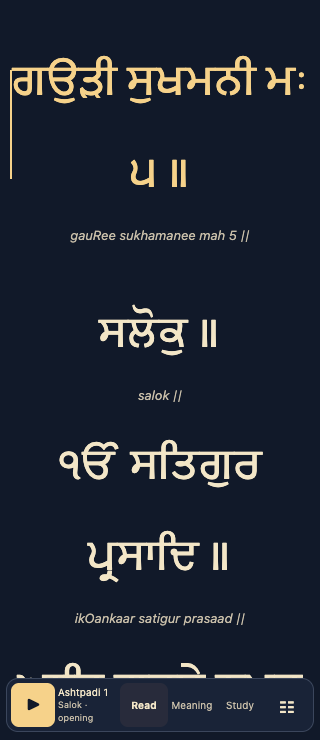 ਗਉੜੀ ਸੁਖਮਨੀ ਮਃ
੫ ॥
gauRee sukhamanee mah 5 ||
ਸਲੋਕੁ ॥
salok ||
ੴ ਸਤਿਗੁਰ
ਪ੍ਰਸਾਦਿ ॥
ikOankaar satigur prasaad ||
Ashtpadi 1
Salok ·
opening
Read
Meaning
Study